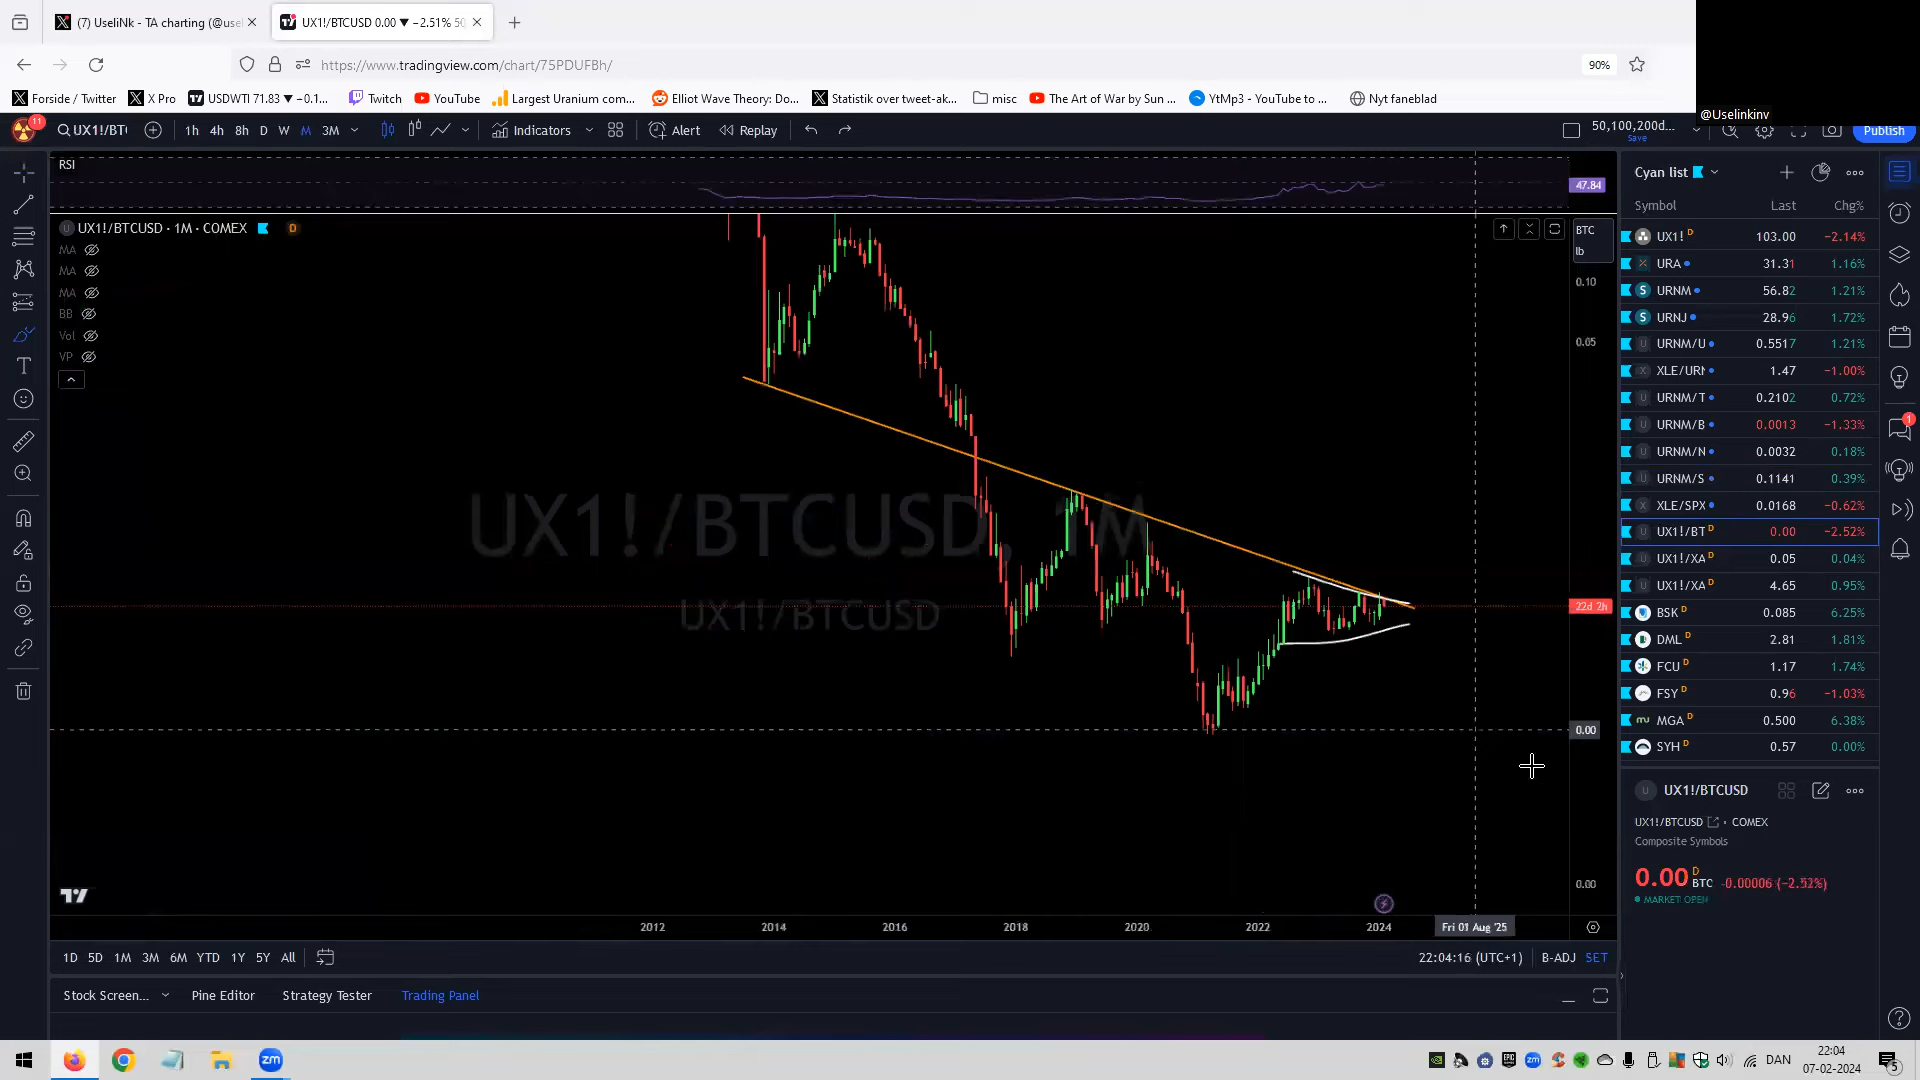 (7) UseliNk - TA charting (@use
UX1!/BTCUSD 0.00 ▼ −2.51% 50
https://www.tradingview.com/chart/75PDUFBh/
90%
Forside / Twitter
X Pro
USDWTI 71.83 ▼ −0.1...
Twitch
YouTube
Largest Uranium com...
Elliot Wave Theory: Do...
Statistik over tweet-ak...
misc
The Art of War by Sun ...
YtMp3 - YouTube to ...
Nyt faneblad
@Uselinkinv
11
UX1!/BT(
1h
4h
8h
D
W
M
3M
Indicators
Alert
Replay
50,100,200d...
Save
Publish
RSI
47.84
UX1!/BTCUSD · 1M · COMEX
D
MA
MA
MA
BB
Vol
VP
BTC
lb
0.10
0.05
22d 2h
0.00
0.00
UX1!/BTCUSD, 1M
UX1!/BTCUSD
2012
2014
2016
2018
2020
2022
2024
Fri 01 Aug '25
1D
5D
1M
3M
6M
YTD
1Y
5Y
All
22:04:16 (UTC+1)
B-ADJ
SET
Stock Screen...
Pine Editor
Strategy Tester
Trading Panel
Cyan list
Symbol Last Chg%
UX1! D 103.00 −2.14%
URA 31.31 1.16%
URNM 56.82 1.21%
URNJ 28.96 1.72%
URNM/U 0.5517 1.21%
XLE/URN 1.47 −1.00%
URNM/T 0.2102 0.72%
URNM/B 0.0013 −1.33%
URNM/N 0.0032 0.18%
URNM/S 0.1141 0.39%
XLE/SPX 0.0168 −0.62%
UX1!/BT D 0.00 −2.52%
UX1!/XA D 0.05 0.04%
UX1!/XA D 4.65 0.95%
BSK D 0.085 6.25%
DML D 2.81 1.81%
FCU D 1.17 1.74%
FSY D 0.96 −1.03%
MGA D 0.500 6.38%
SYH D 0.57 0.00%
1
UX1!/BTCUSD
UX1!/BTCUSD • COMEX
Composite Symbols
0.00 D BTC -0.00006 (−2.52%)
MARKET OPEN
DAN
22:04
07-02-2024
5